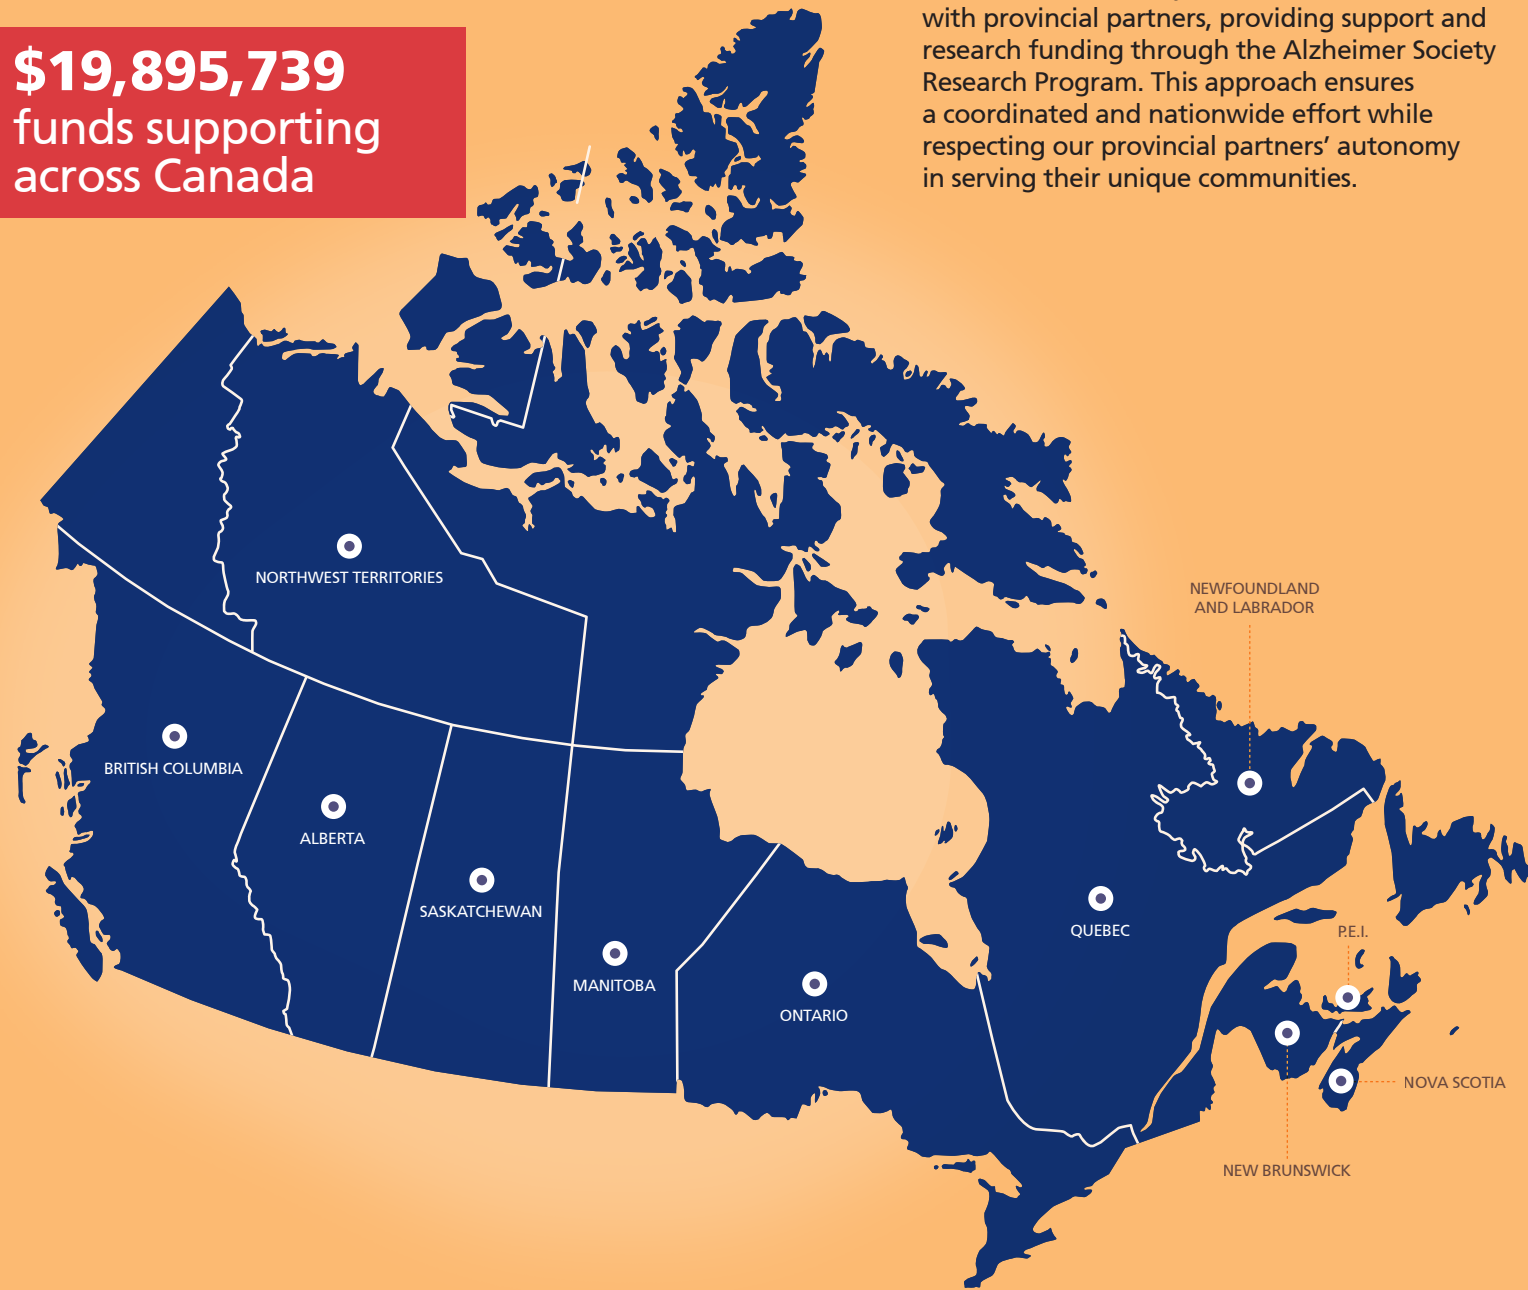 $19,895,739
funds supporting
across Canada
with provincial partners, providing support and
research funding through the Alzheimer Society
Research Program. This approach ensures
a coordinated and nationwide effort while
respecting our provincial partners’ autonomy
in serving their unique communities.
NORTHWEST TERRITORIES
NEWFOUNDLAND
AND LABRADOR
BRITISH COLUMBIA
ALBERTA
SASKATCHEWAN
QUEBEC
P.E.I.
MANITOBA
ONTARIO
NOVA SCOTIA
NEW BRUNSWICK